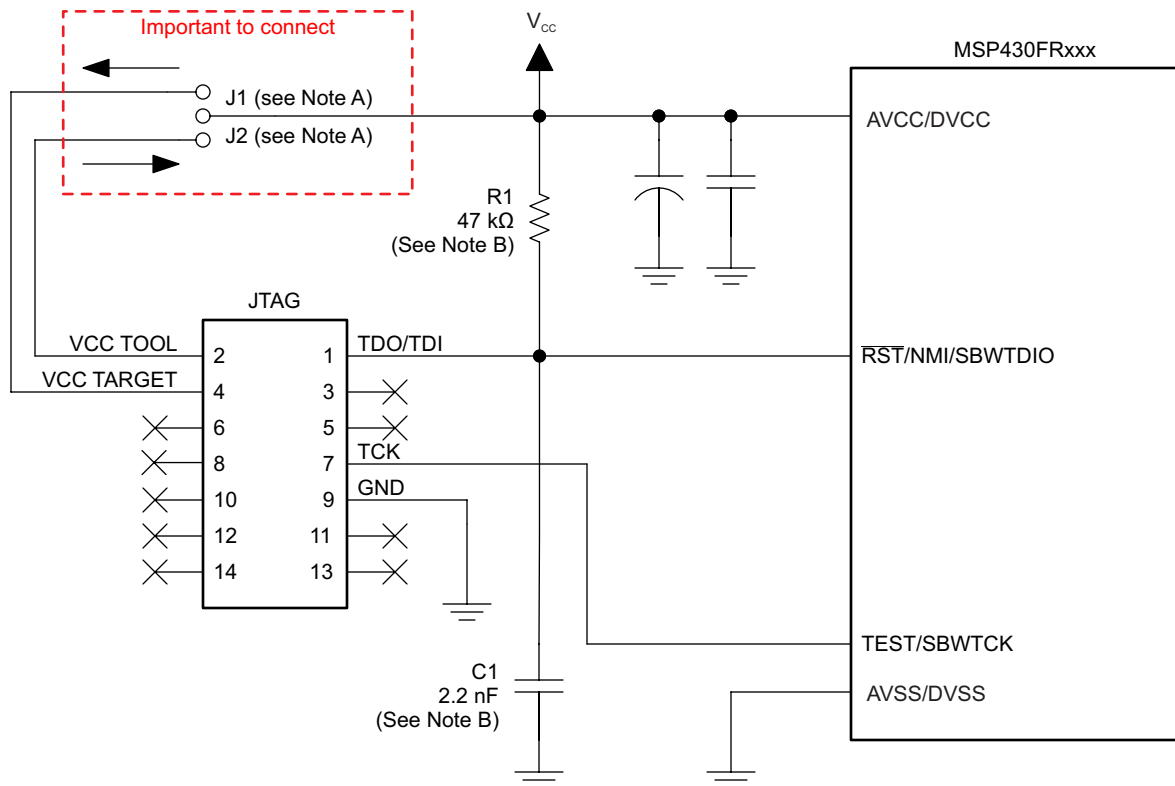 Important to connect
V_CC
MSP430FRxxx
J1 (see Note A)
J2 (see Note A)
AVCC/DVCC
R1
47 kΩ
(See Note B)
JTAG
VCC TOOL
2
1
TDO/TDI
RST/NMI/SBWTDIO
VCC TARGET
4
3
6
5
8
7
TCK
10
9
GND
12
11
14
13
TEST/SBWTCK
C1
2.2 nF
(See Note B)
AVSS/DVSS